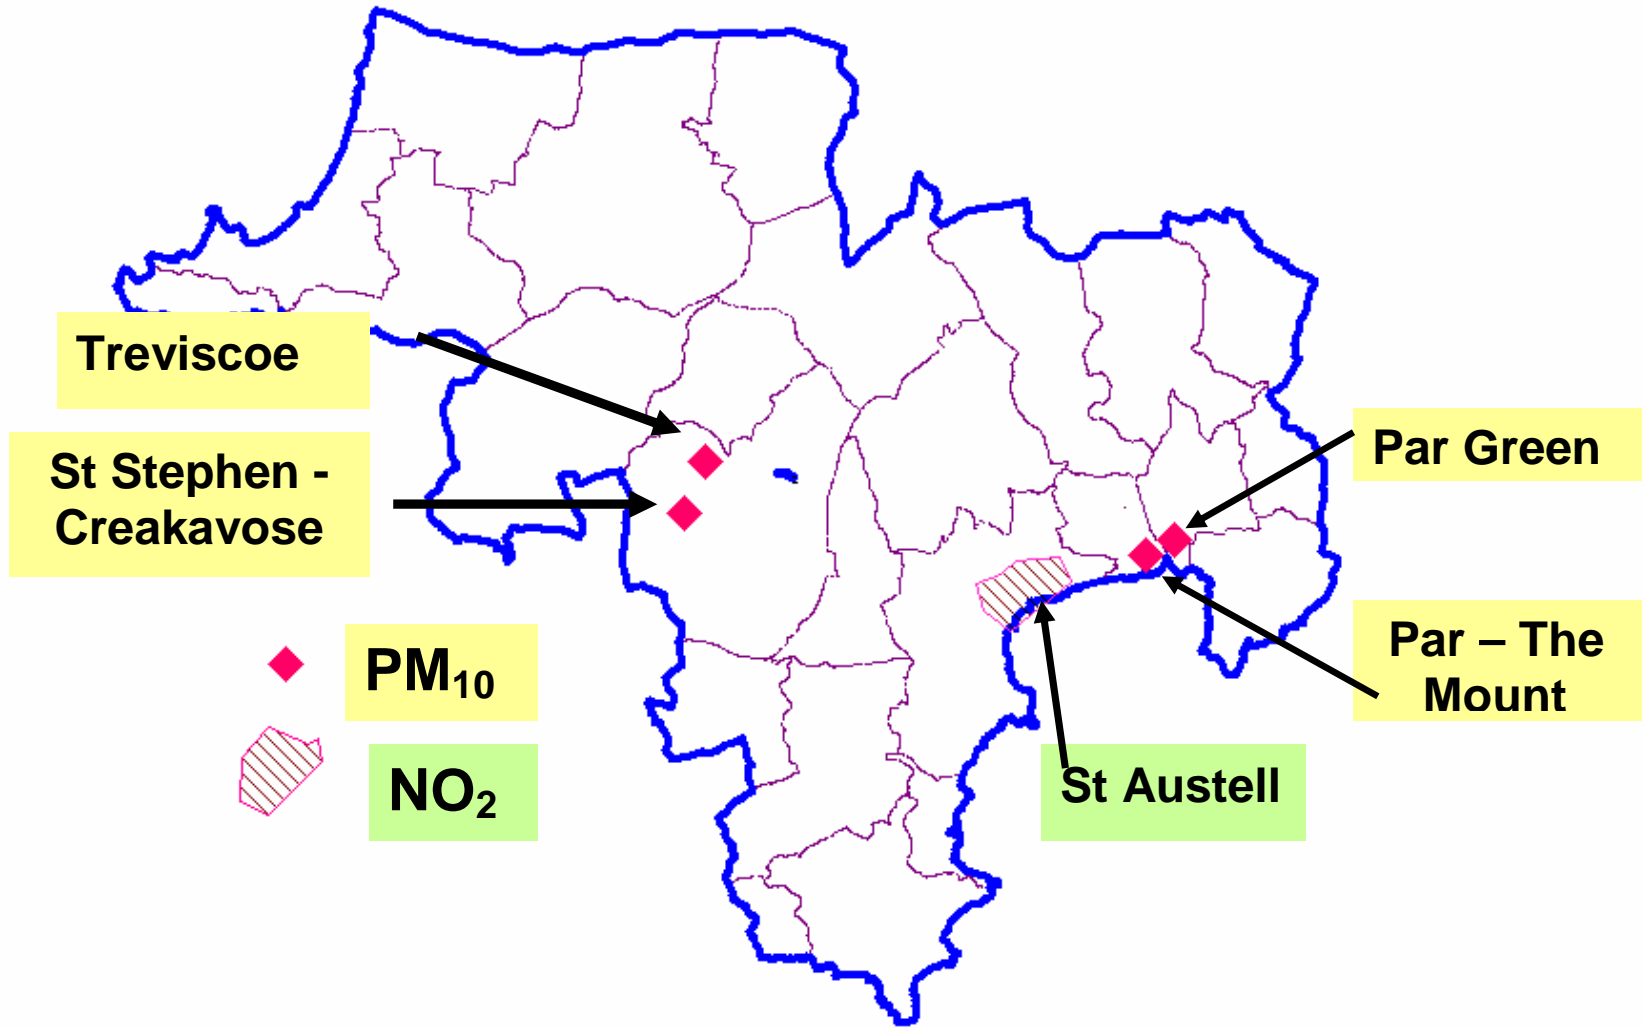 Treviscoe
St Stephen -
Creakavose
Par Green
Par – The
Mount
PM₁₀
NO₂
St Austell